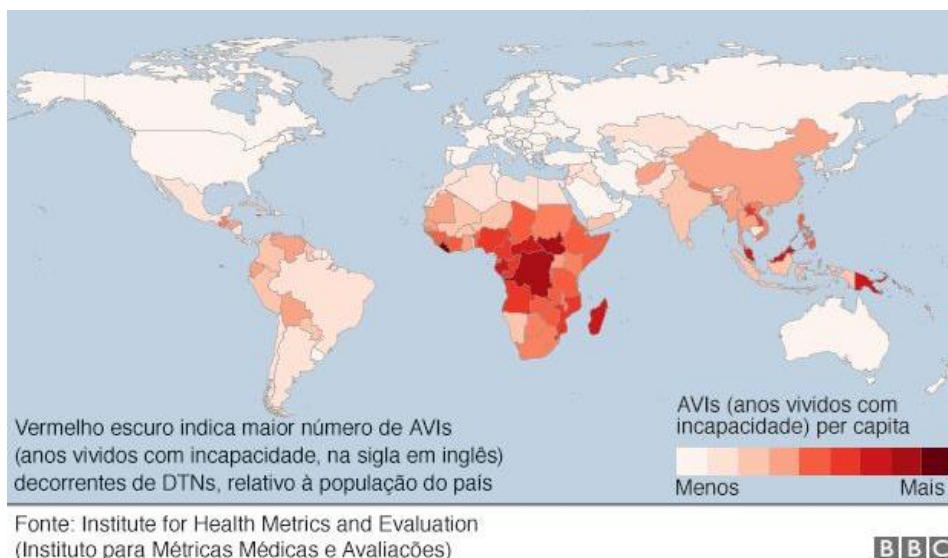 Vermelho escuro indica maior número de AVIs
(anos vividos com incapacidade, na sigla em inglês)
decorrentes de DTNs, relativo à população do país
AVIs (anos vividos com
incapacidade) per capita
Menos Mais
Fonte: Institute for Health Metrics and Evaluation
(Instituto para Métricas Médicas e Avaliações)
BBC